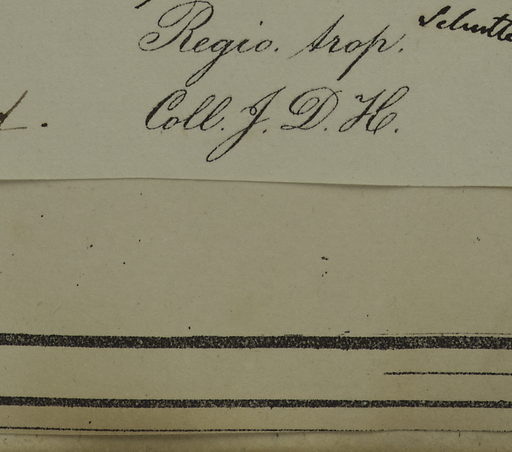 Regio. trop.
Coll. J. D. H.